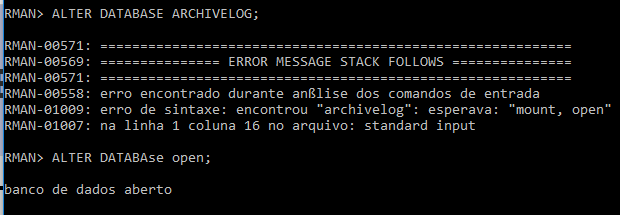 RMAN> ALTER DATABASE ARCHIVELOG;
RMAN-00571: ===========================================================
RMAN-00569: =============== ERROR MESSAGE STACK FOLLOWS ===============
RMAN-00571: ===========================================================
RMAN-00558: erro encontrado durante anßlise dos comandos de entrada
RMAN-01009: erro de sintaxe: encontrou "archivelog": esperava: "mount, open"
RMAN-01007: na linha 1 coluna 16 no arquivo: standard input
RMAN> ALTER DATABAse open;
banco de dados aberto